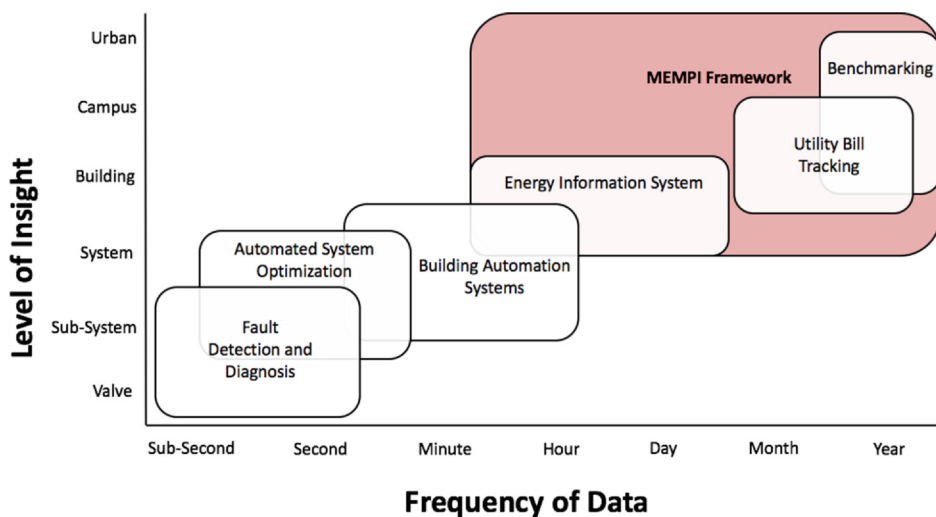 Urban
Campus
Building
System
Sub-System
Valve
Level of Insight
MEMPI Framework
Benchmarking
Utility Bill
Tracking
Energy Information System
Automated System
Optimization
Building Automation
Systems
Fault
Detection and
Diagnosis
Sub-Second
Second
Minute
Hour
Day
Month
Year
Frequency of Data